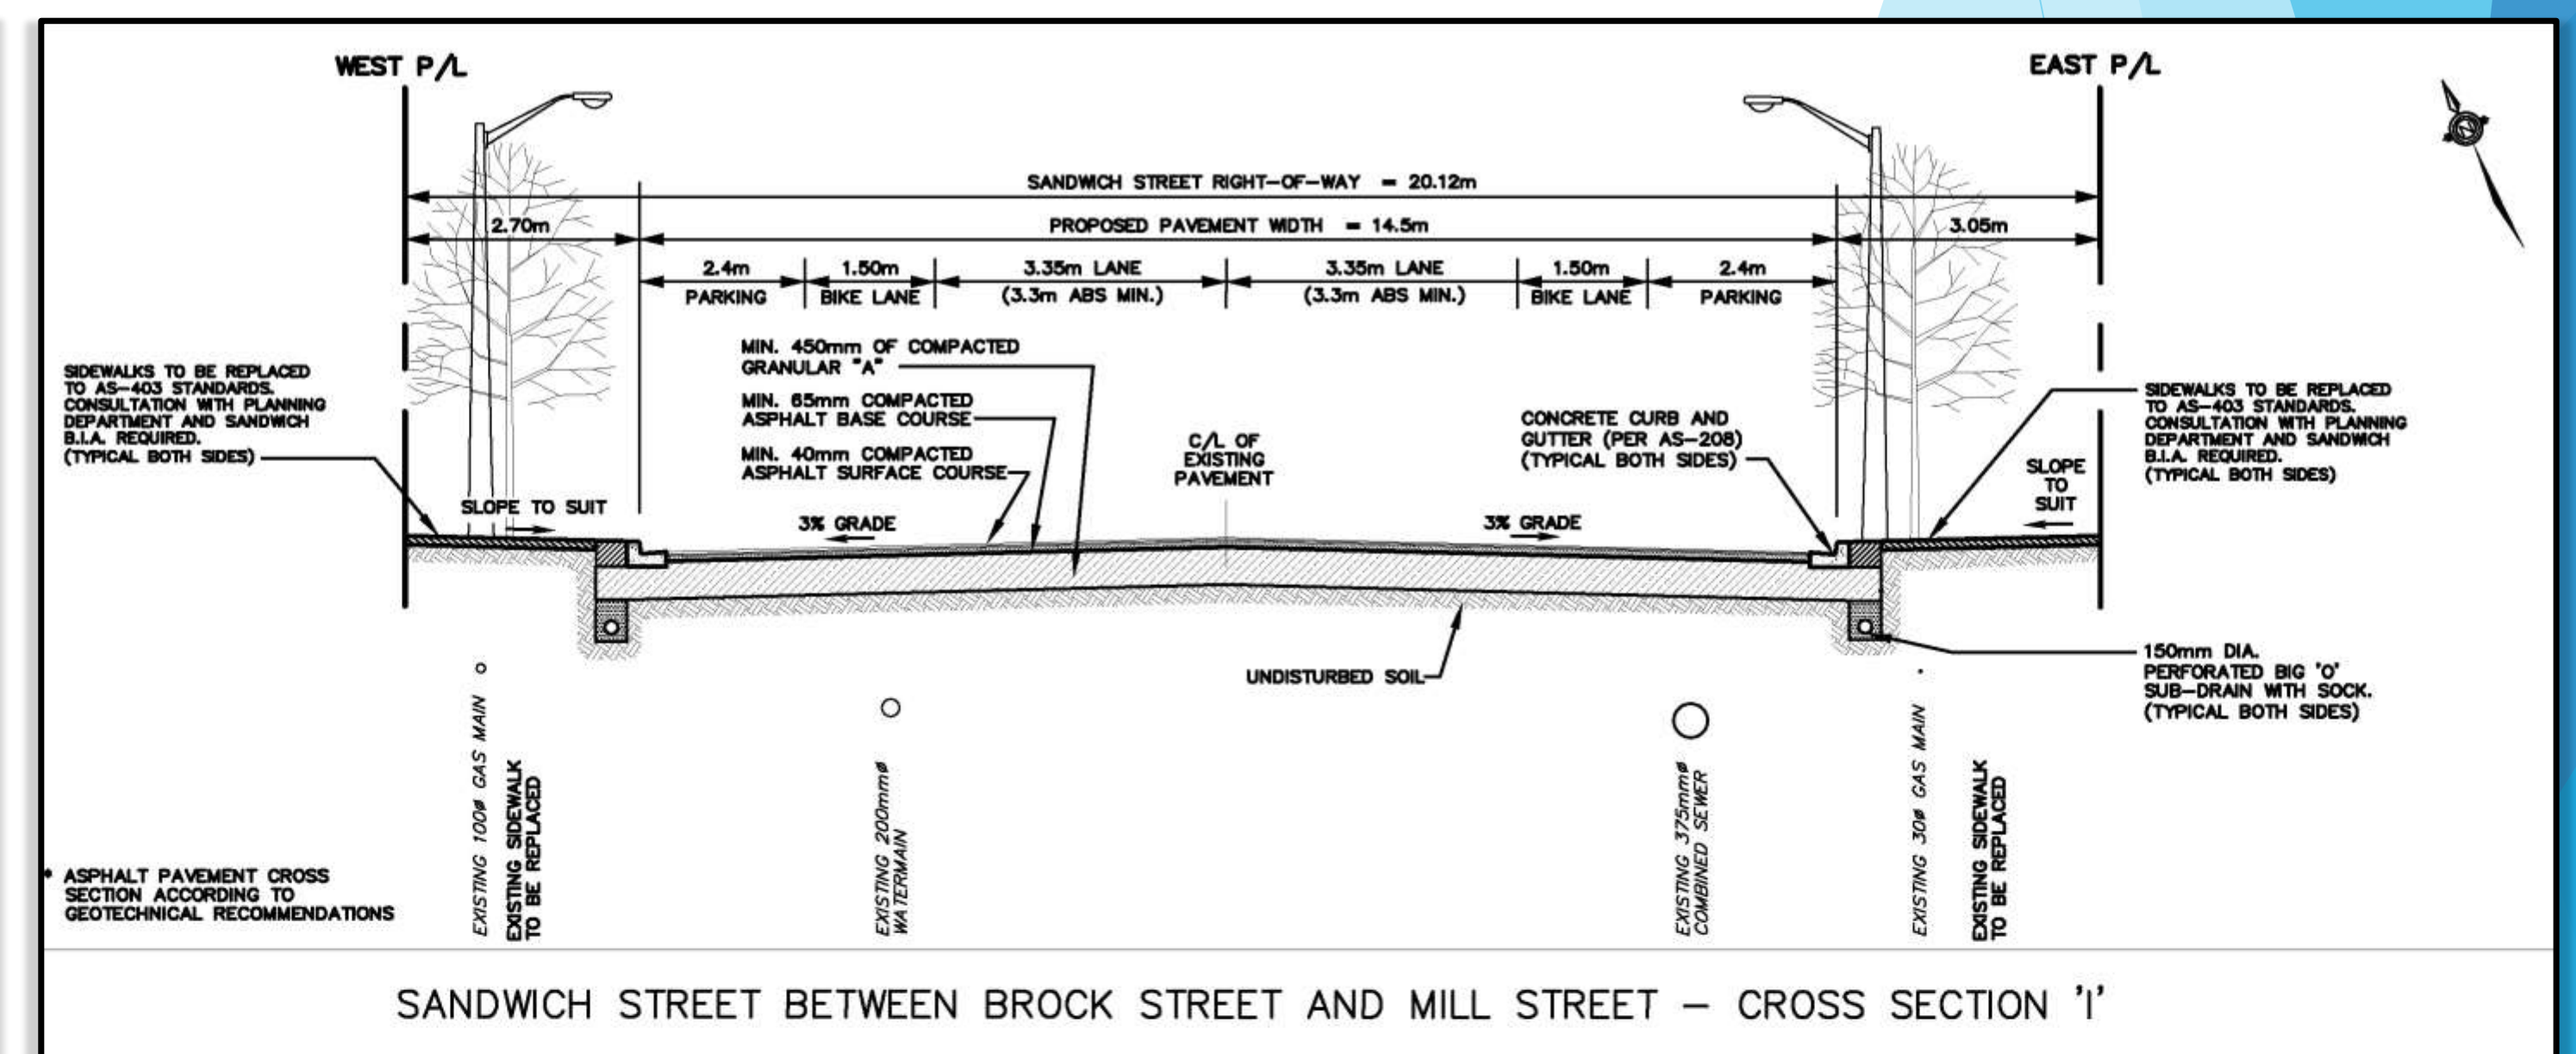 WEST P/L
EAST P/L
SANDWICH STREET RIGHT-OF-WAY = 20.12m
2.70m
PROPOSED PAVEMENT WIDTH = 14.5m
3.05m
2.4m
PARKING
1.50m
BIKE LANE
3.35m LANE
(3.3m ABS MIN.)
3.35m LANE
(3.3m ABS MIN.)
1.50m
BIKE LANE
2.4m
PARKING
SIDEWALKS TO BE REPLACED
TO AS-403 STANDARDS.
CONSULTATION WITH PLANNING
DEPARTMENT AND SANDWICH
B.I.A. REQUIRED.
(TYPICAL BOTH SIDES)
MIN. 450mm OF COMPACTED
GRANULAR "A"
MIN. 65mm COMPACTED
ASPHALT BASE COURSE
MIN. 40mm COMPACTED
ASPHALT SURFACE COURSE
C/L OF
EXISTING
PAVEMENT
CONCRETE CURB AND
GUTTER (PER AS-208)
(TYPICAL BOTH SIDES)
SIDEWALKS TO BE REPLACED
TO AS-403 STANDARDS.
CONSULTATION WITH PLANNING
DEPARTMENT AND SANDWICH
B.I.A. REQUIRED.
(TYPICAL BOTH SIDES)
SLOPE
TO
SUIT
SLOPE TO SUIT
3% GRADE
3% GRADE
UNDISTURBED SOIL
150mm DIA.
PERFORATED BIG 'O'
SUB-DRAIN WITH SOCK.
(TYPICAL BOTH SIDES)
EXISTING 100ø GAS MAIN
EXISTING SIDEWALK
TO BE REPLACED
EXISTING 200mmø
WATERMAIN
EXISTING 375mmø
COMBINED SEWER
EXISTING 30ø GAS MAIN
EXISTING SIDEWALK
TO BE REPLACED
* ASPHALT PAVEMENT CROSS
SECTION ACCORDING TO
GEOTECHNICAL RECOMMENDATIONS
SANDWICH STREET BETWEEN BROCK STREET AND MILL STREET – CROSS SECTION 'I'
N